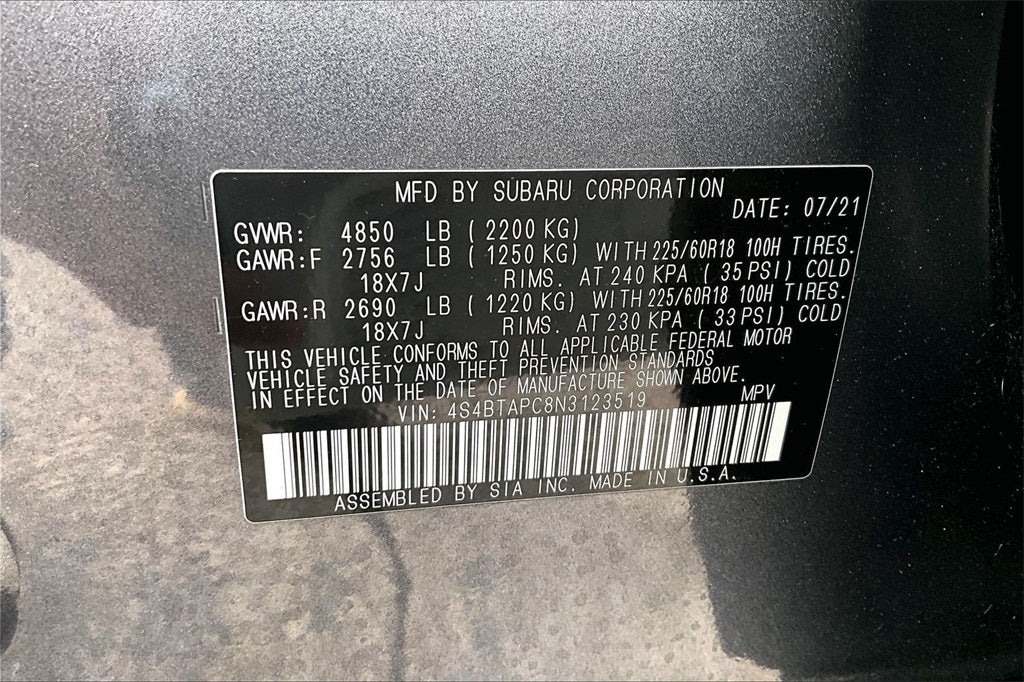 MFD BY SUBARU CORPORATION
DATE: 07/21
GVWR: 4850 LB ( 2200 KG)
GAWR:F 2756 LB ( 1250 KG) WITH 225/60R18 100H TIRES.
18X7J RIMS. AT 240 KPA ( 35 PSI) COLD
GAWR:R 2690 LB ( 1220 KG) WITH 225/60R18 100H TIRES.
18X7J RIMS. AT 230 KPA ( 33 PSI) COLD
THIS VEHICLE CONFORMS TO ALL APPLICABLE FEDERAL MOTOR
VEHICLE SAFETY AND THEFT PREVENTION STANDARDS
IN EFFECT ON THE DATE OF MANUFACTURE SHOWN ABOVE.
VIN: 4S4BTAPC8N3123519 MPV
ASSEMBLED BY SIA INC. MADE IN U.S.A.